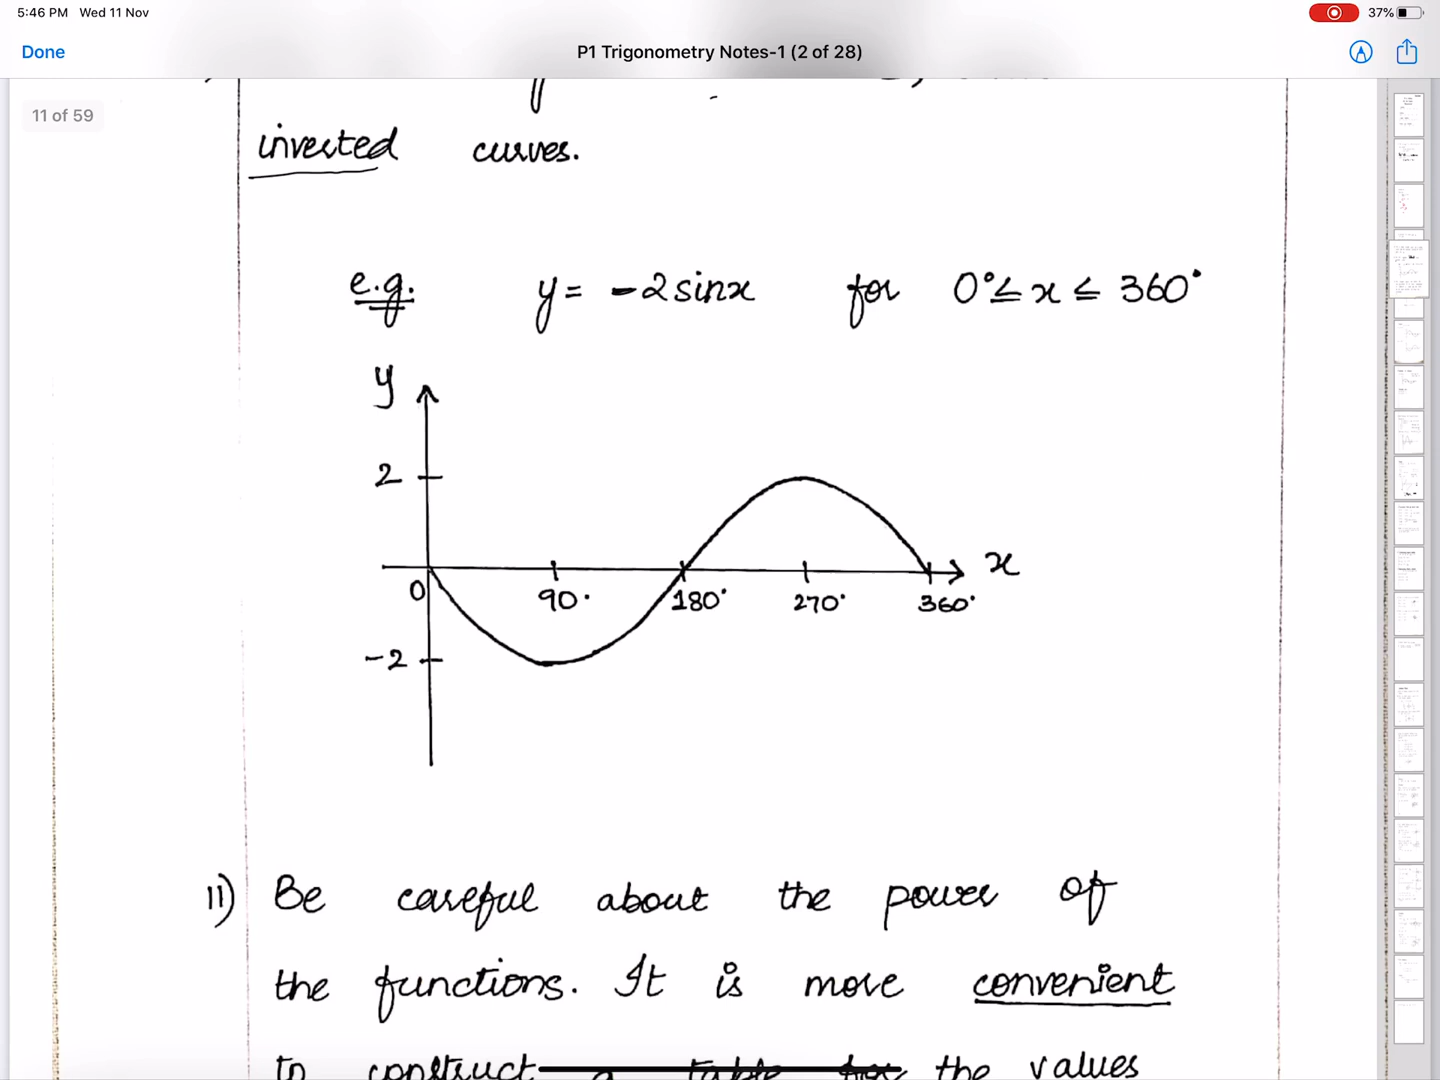 5:46 PM Wed 11 Nov
37%
Done
P1 Trigonometry Notes-1 (2 of 28)
11 of 59
inverted curves.
e.g. y = -2sinx for 0° ≤ x ≤ 360°
y
2
x
0
90°
180°
270°
360°
-2
11) Be careful about the power of
the functions. It is more convenient
to construct a table for the values